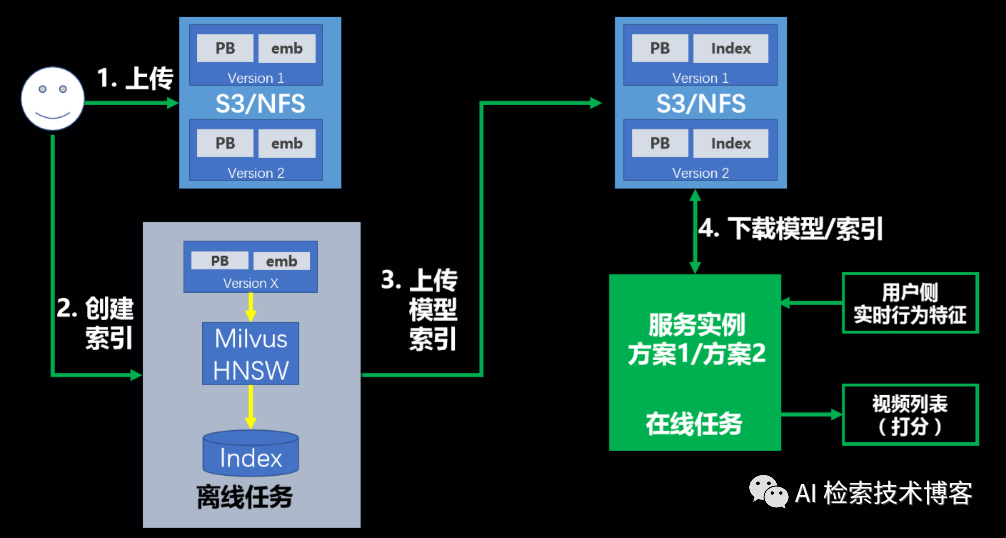 1. 上传
PB
emb
Version 1
S3/NFS
PB
emb
Version 2
2. 创建
索引
PB
emb
Version X
Milvus
HNSW
Index
离线任务
3. 上传
模型
索引
PB
Index
Version 1
S3/NFS
PB
Index
Version 2
4. 下载模型/索引
服务实例
方案1/方案2
在线任务
用户侧
实时行为特征
视频列表
（打分）
AI 检索技术博客